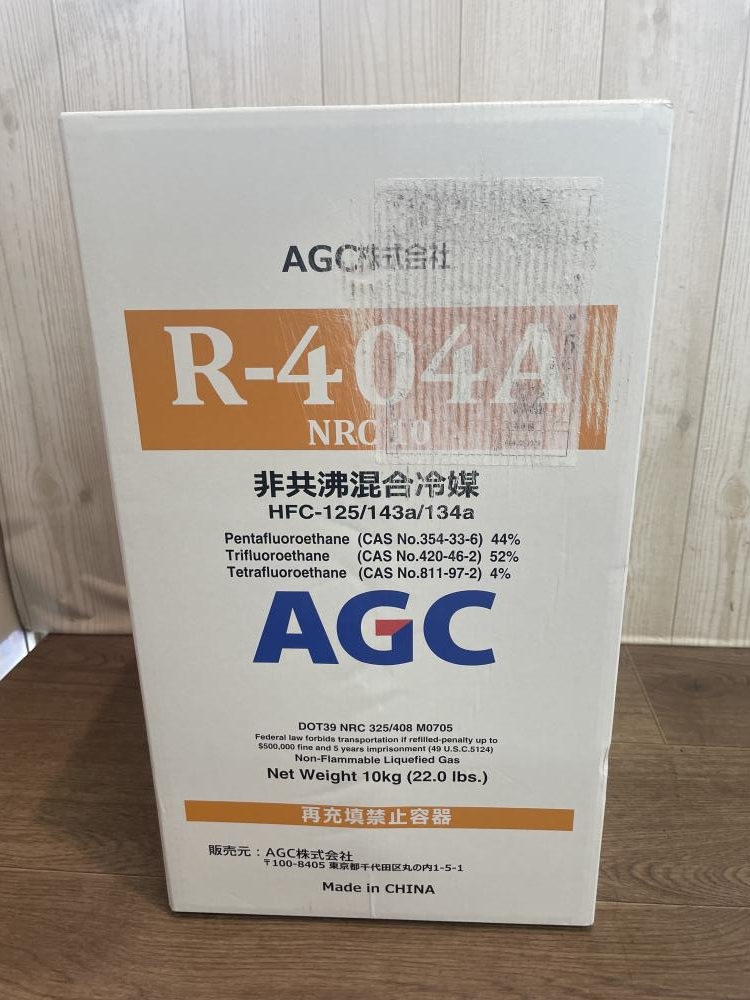 AGC株式会社
R-404A
NRC 10
非共沸混合冷媒
HFC-125/143a/134a
Pentafluoroethane (CAS No.354-33-6) 44%
Trifluoroethane (CAS No.420-46-2) 52%
Tetrafluoroethane (CAS No.811-97-2) 4%
AGC
DOT39 NRC 325/408 M0705
Federal law forbids transportation if refilled-penalty up to
$500,000 fine and 5 years imprisonment (49 U.S.C.5124)
Non-Flammable Liquefied Gas
Net Weight 10kg (22.0 lbs.)
再充填禁止容器
販売元：AGC株式会社
〒100-8405 東京都千代田区丸の内1-5-1
Made in CHINA